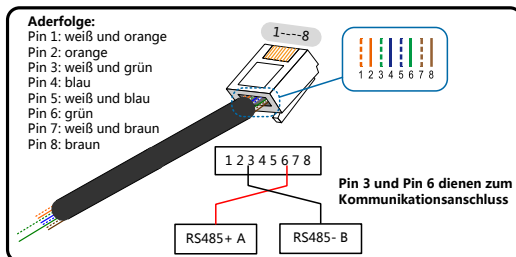 Aderfolge:
Pin 1: weiß und orange
Pin 2: orange
Pin 3: weiß und grün
Pin 4: blau
Pin 5: weiß und blau
Pin 6: grün
Pin 7: weiß und braun
Pin 8: braun
1----8
1 2 3 4 5 6 7 8
1 2 3 4 5 6 7 8
Pin 3 und Pin 6 dienen zum
Kommunikationsanschluss
RS485+ A
RS485- B